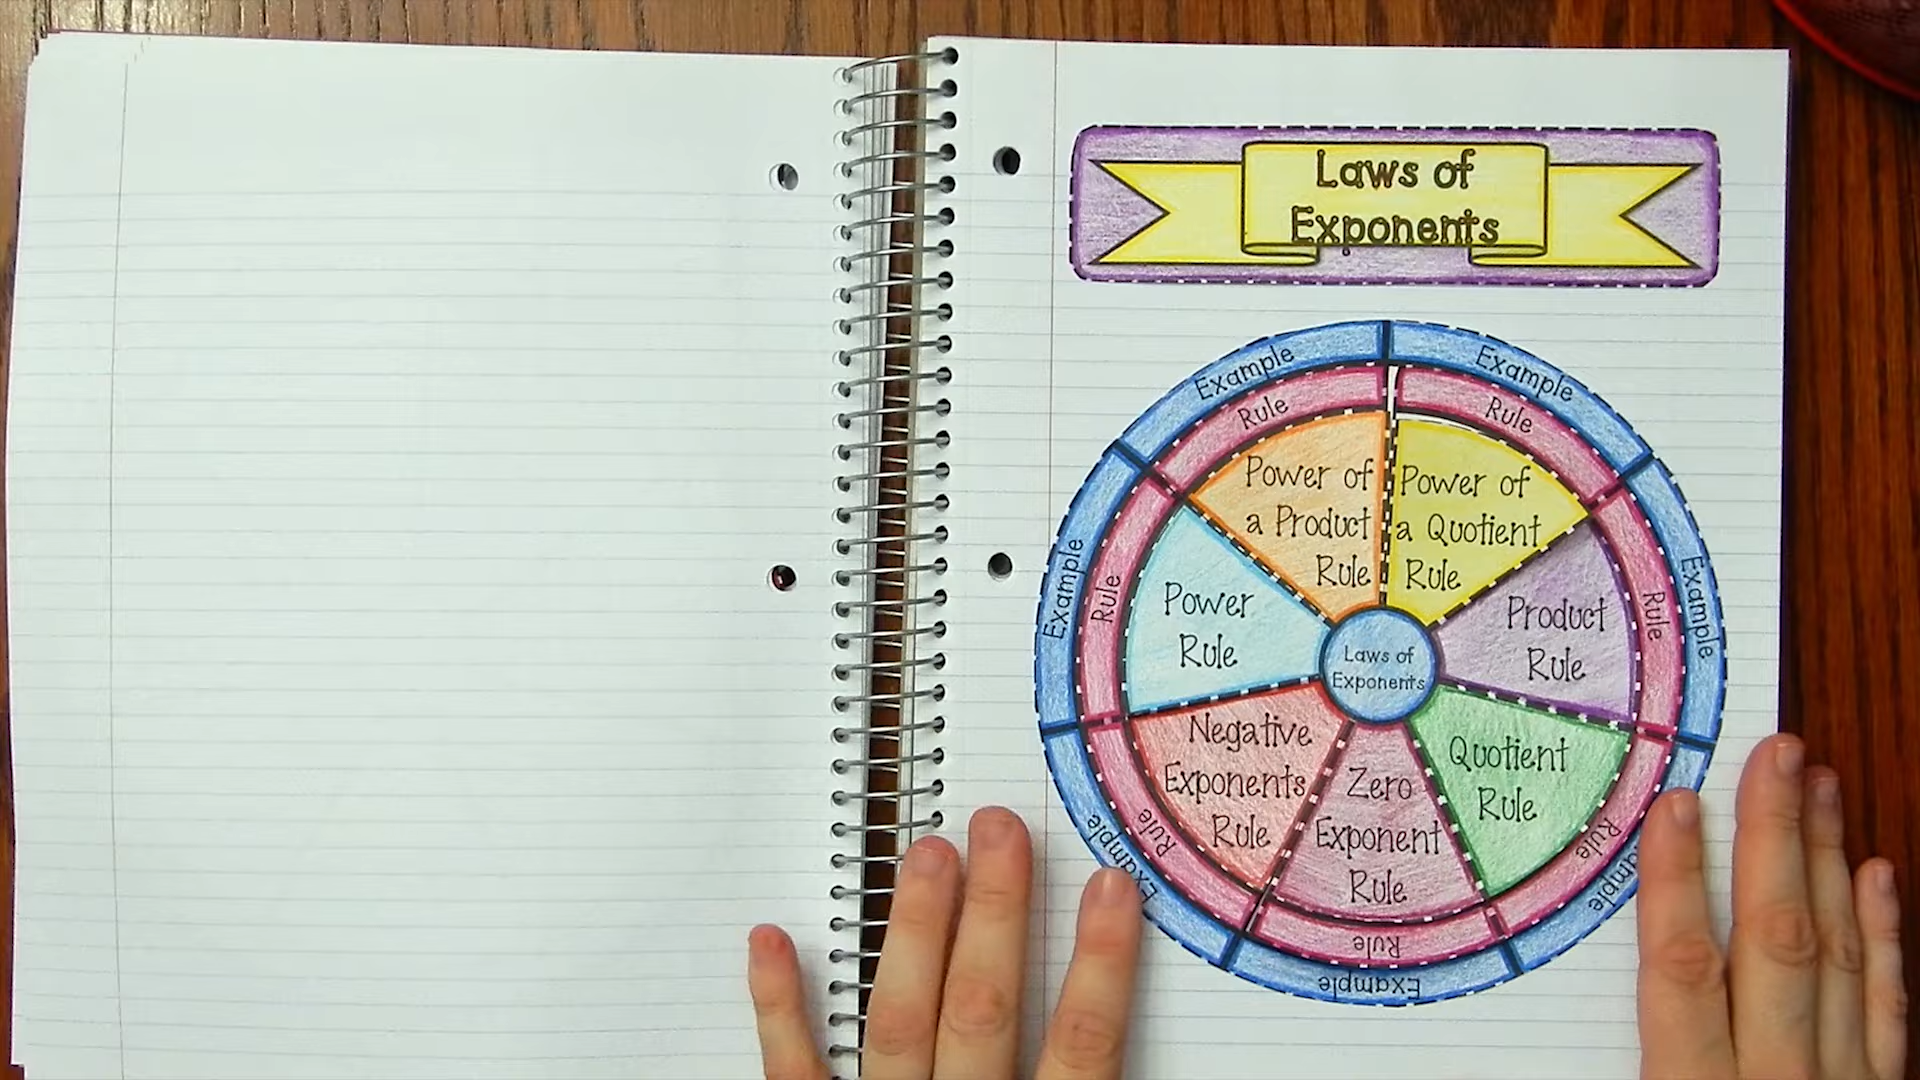 Laws of
Exponents
Example
Example
Rule
Rule
Power of
a Product
Rule
Power of
a Quotient
Rule
Example
Rule
Power
Rule
Laws of
Exponents
Product
Rule
Rule
Example
Negative
Exponents
Rule
Zero
Exponent
Rule
Quotient
Rule
Rule
Example
Rule
Rule
Example